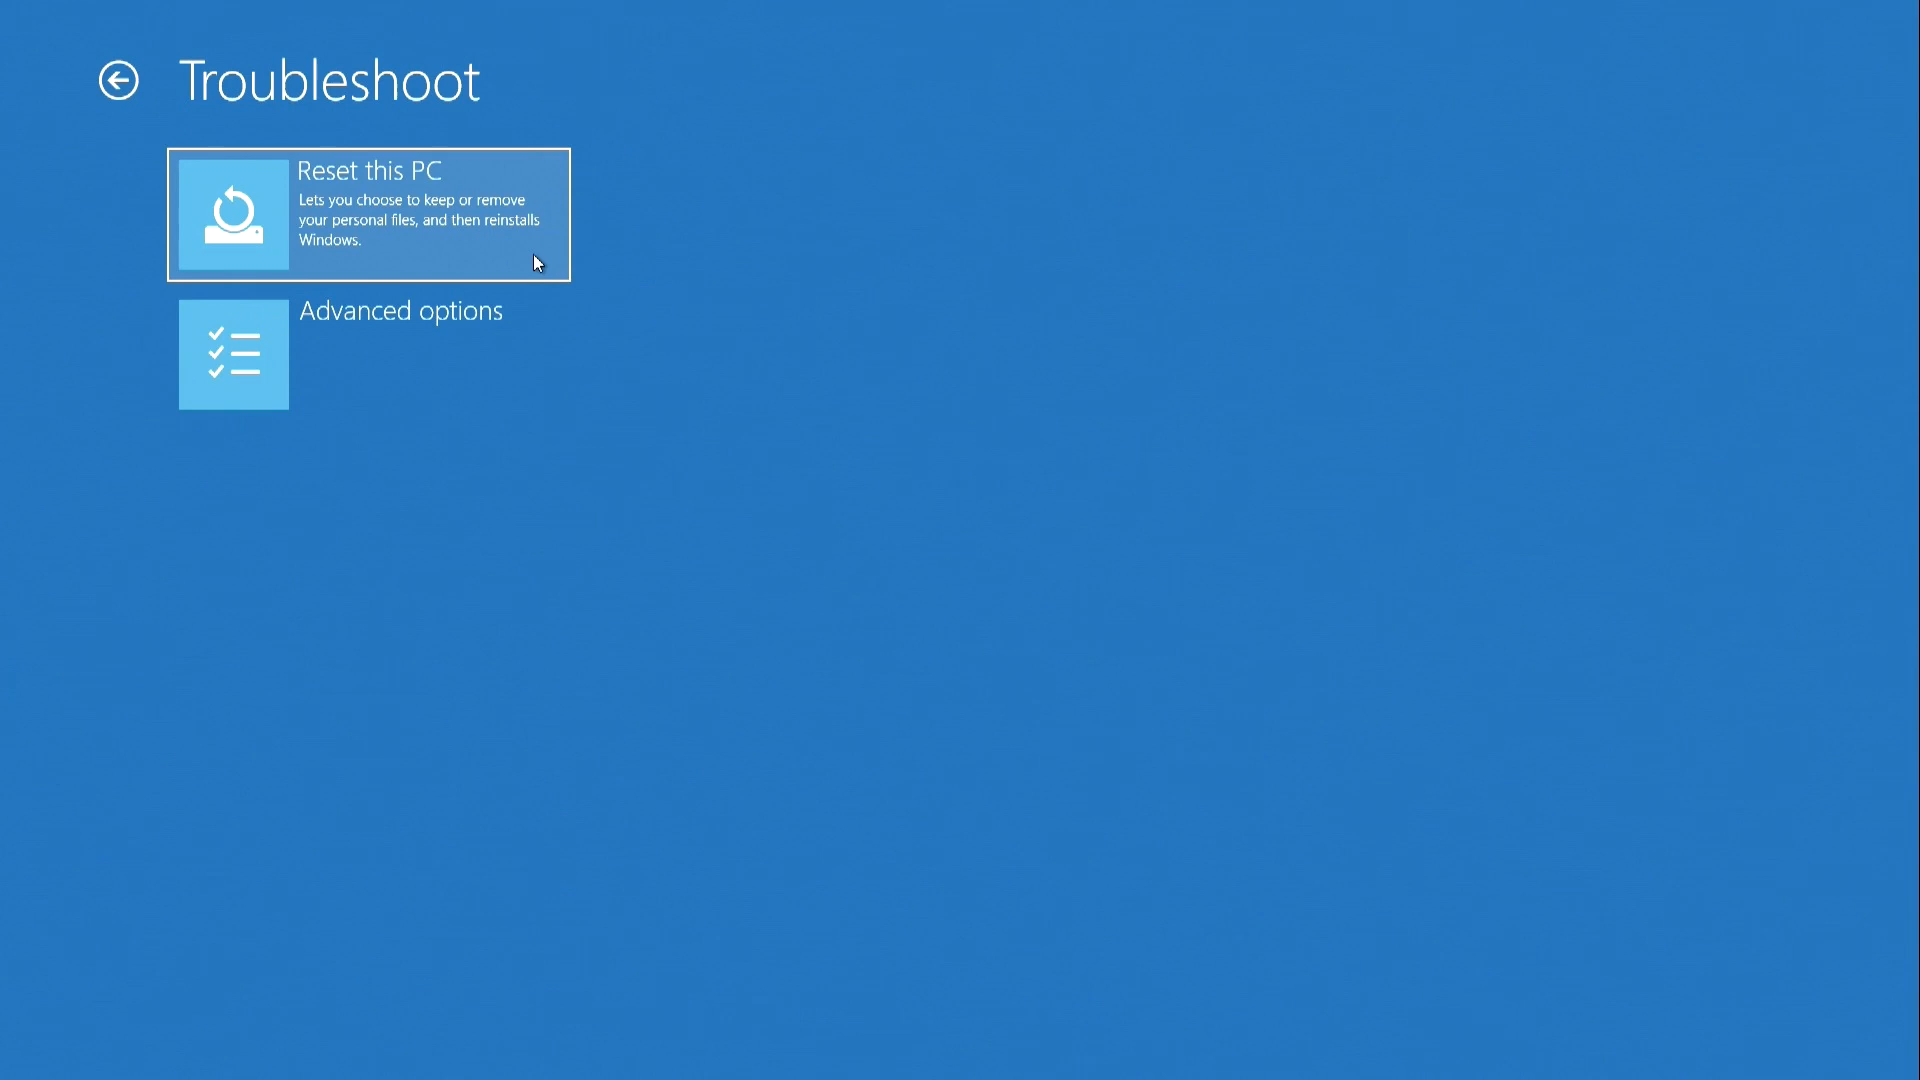 Troubleshoot
Reset this PC
Lets you choose to keep or remove
your personal files, and then reinstalls
Windows.
Advanced options